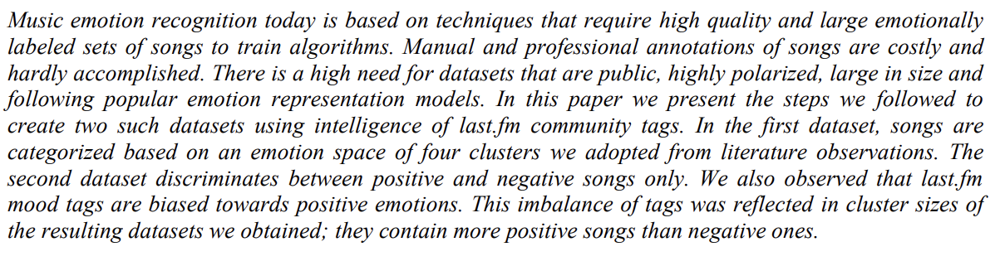 Music emotion recognition today is based on techniques that require high quality and large emotionally
labeled sets of songs to train algorithms. Manual and professional annotations of songs are costly and
hardly accomplished. There is a high need for datasets that are public, highly polarized, large in size and
following popular emotion representation models. In this paper we present the steps we followed to
create two such datasets using intelligence of last.fm community tags. In the first dataset, songs are
categorized based on an emotion space of four clusters we adopted from literature observations. The
second dataset discriminates between positive and negative songs only. We also observed that last.fm
mood tags are biased towards positive emotions. This imbalance of tags was reflected in cluster sizes of
the resulting datasets we obtained; they contain more positive songs than negative ones.